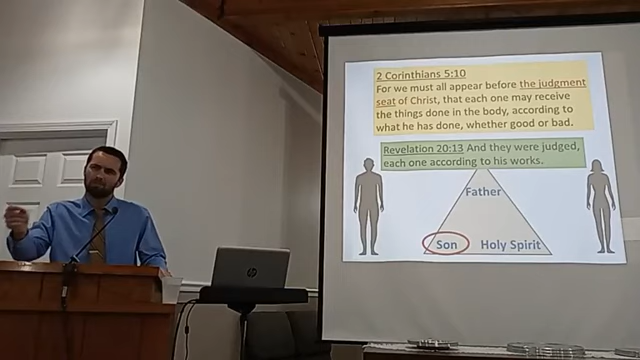 2 Corinthians 5:10
For we must all appear before the judgment
seat of Christ, that each one may receive
the things done in the body, according to
what he has done, whether good or bad.
Revelation 20:13 And they were judged,
each one according to his works.
Father
Son Holy Spirit
hp